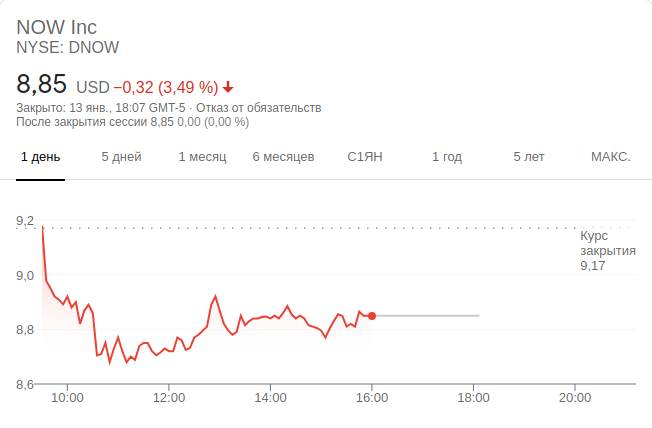 NOW Inc
NYSE: DNOW
8,85 USD −0,32 (3,49 %)
Закрыто: 13 янв., 18:07 GMT-5 · Отказ от обязательств
После закрытия сессии 8,85 0,00 (0,00 %)
1 день 5 дней 1 месяц 6 месяцев С1ЯН 1 год 5 лет МАКС.
9,2
Курс
закрытия
9,17
9,0
8,8
8,6
10:00 12:00 14:00 16:00 18:00 20:00